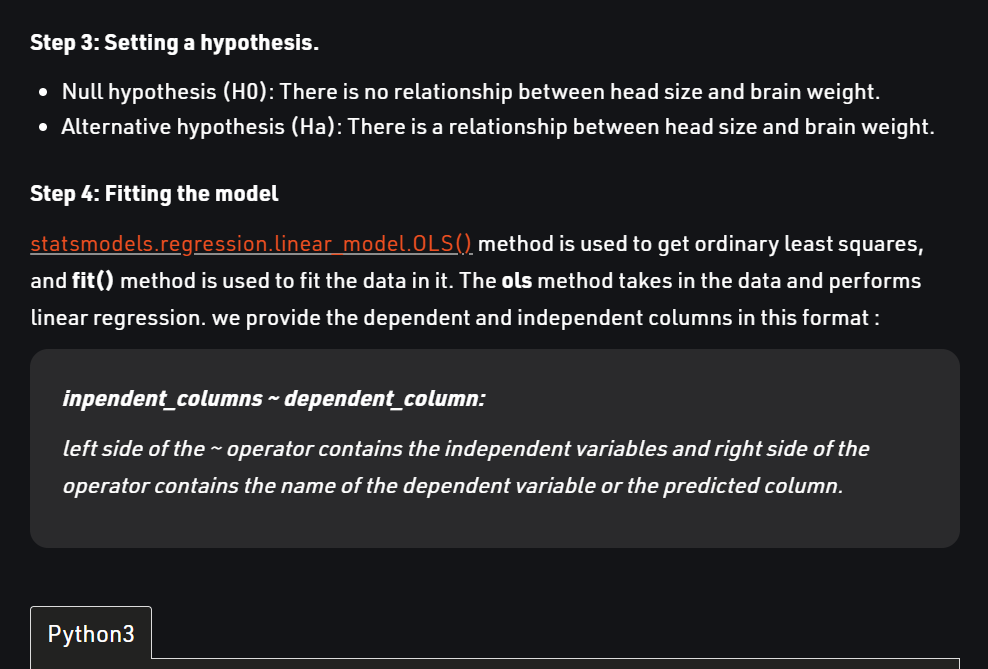 Step 3: Setting a hypothesis.
• Null hypothesis (H0): There is no relationship between head size and brain weight.
• Alternative hypothesis (Ha): There is a relationship between head size and brain weight.
Step 4: Fitting the model
statsmodels.regression.linear_model.OLS() method is used to get ordinary least squares,
and fit() method is used to fit the data in it. The ols method takes in the data and performs
linear regression. we provide the dependent and independent columns in this format :
inpendent_columns ~ dependent_column:
left side of the ~ operator contains the independent variables and right side of the
operator contains the name of the dependent variable or the predicted column.
Python3